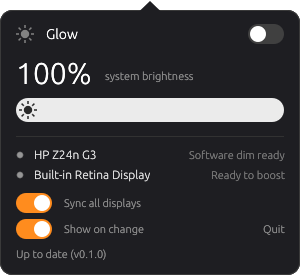 Glow
100% system brightness
HP Z24n G3 Software dim ready
Built-in Retina Display Ready to boost
Sync all displays
Show on change Quit
Up to date (v0.1.0)